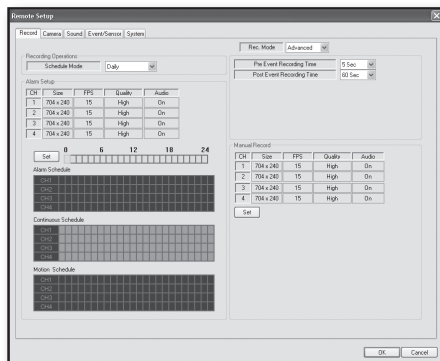 Remote Setup
Record Camera Sound Event/Sensor System
Recording Operations
Schedule Mode Daily
Alarm Setup
CH Size FPS Quality Audio
1 704 x 240 15 High On
2 704 x 240 15 High On
3 704 x 240 15 High On
4 704 x 240 15 High On
Set 0 6 12 18 24
Alarm Schedule
CH1
CH2
CH3
CH4
Continuous Schedule
CH1
CH2
CH3
CH4
Motion Schedule
CH1
CH2
CH3
CH4
Rec. Mode Advanced
Pre Event Recording Time 5 Sec
Post Event Recording Time 60 Sec
Manual Record
CH Size FPS Quality Audio
1 704 x 240 15 High On
2 704 x 240 15 High On
3 704 x 240 15 High On
4 704 x 240 15 High On
Set
OK Cancel